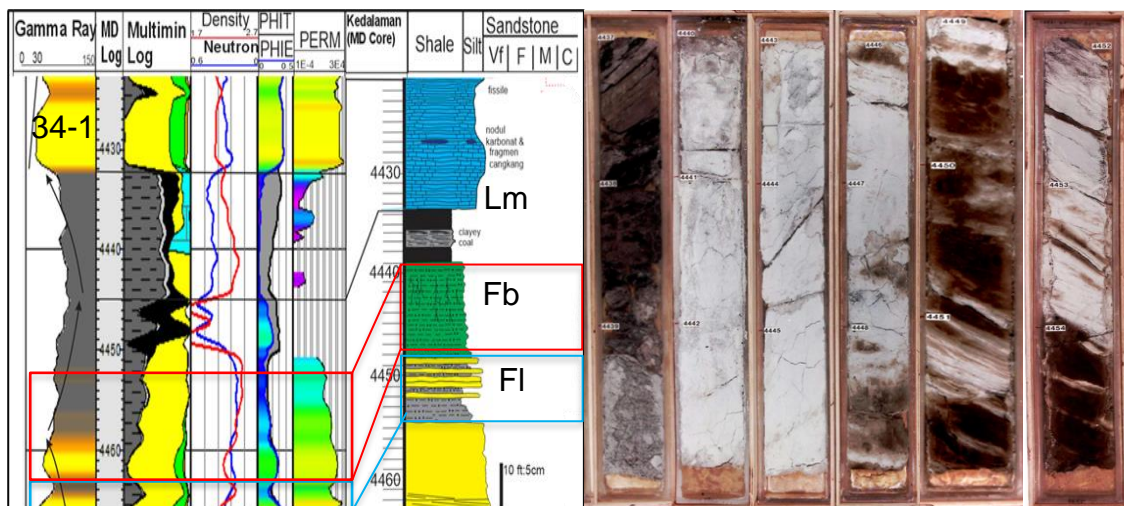 Gamma Ray
0 30 150
34-1
MD
Log
4430
4440
4450
4460
Multimin
Log
Density
1.7 2.7
Neutron
0.6 0
PHIT
PHIE
0 0.5
PERM
1E-4 3E4
Kedalaman
(MD Core)
4430
4440
4450
4460
Shale
Silt
Sandstone
Vf F M C
fissile
nodul
karbonat &
fragmen
cangkang
Lm
clayey
coal
Fb
Fl
10 ft:5cm
4437
4438
4439
4440
4441
4442
4443
4444
4445
4446
4447
4448
4449
4450
4451
4452
4453
4454